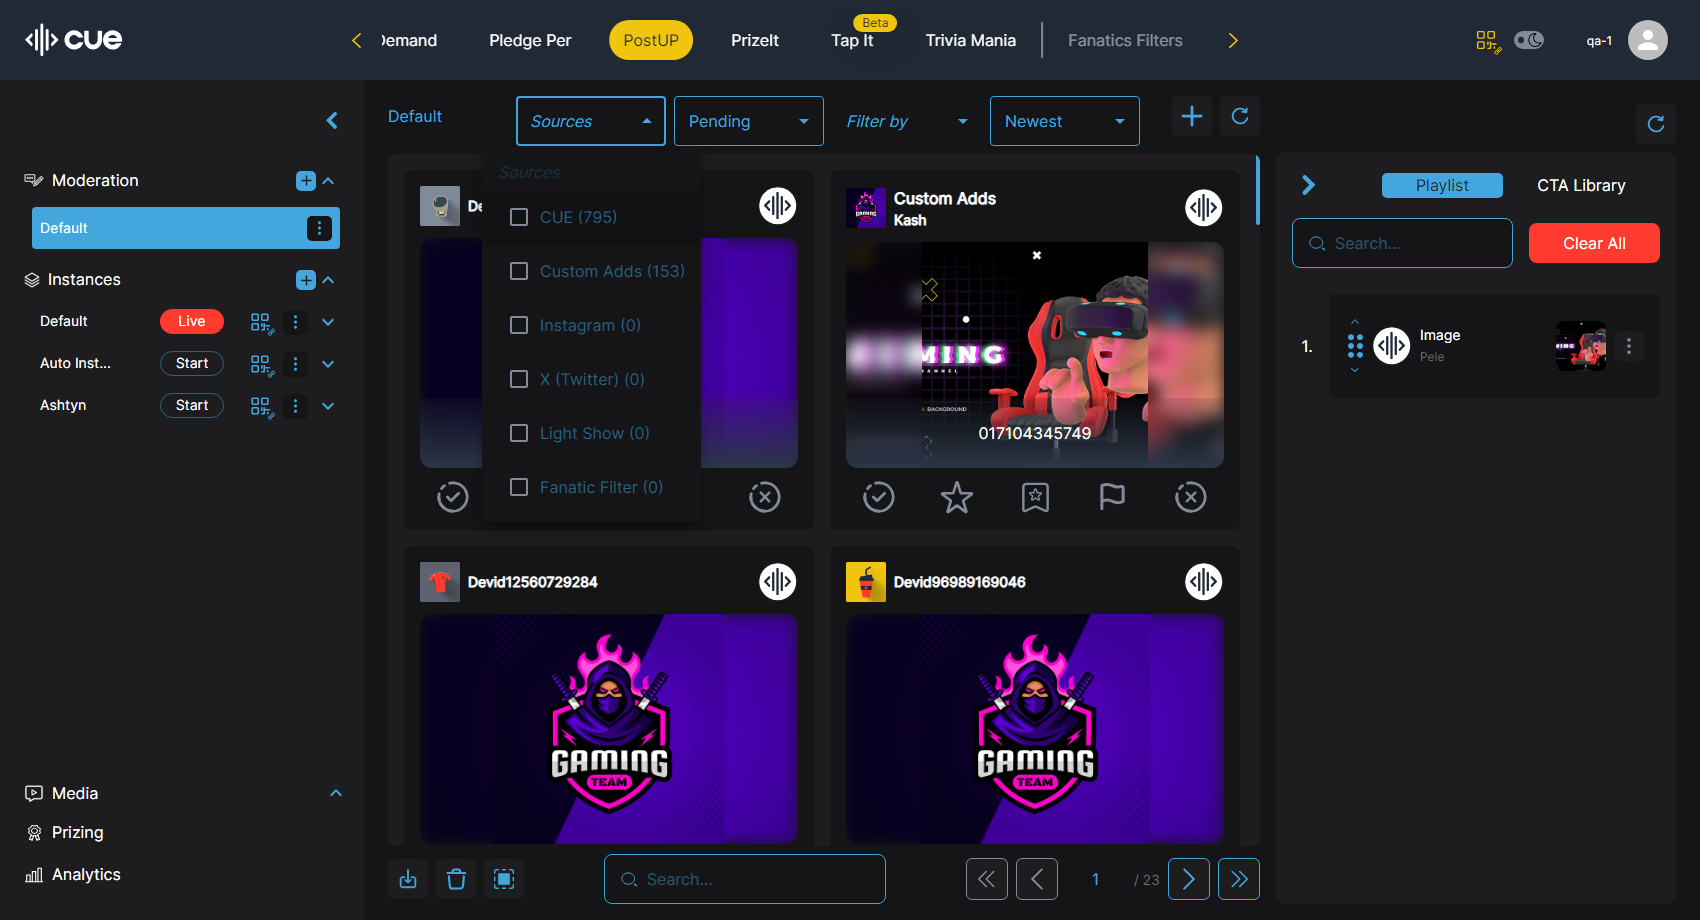 cue
Demand
Pledge Per
PostUP
PrizeIt
Beta
Tap It
Trivia Mania
Fanatics Filters
qa-1
Default
Sources
Pending
Filter by
Newest
Moderation
Default
Instances
Default
Live
Auto Inst...
Start
Ashtyn
Start
Media
Prizing
Analytics
Sources
CUE (795)
Custom Adds (153)
Instagram (0)
X (Twitter) (0)
Light Show (0)
Fanatic Filter (0)
De
Custom Adds
Kash
GAMING
BACKGROUND
017104345749
Devid12560729284
GAMING
TEAM
Devid96989169046
GAMING
TEAM
Search...
1
/ 23
Playlist
CTA Library
Search...
Clear All
1.
Image
Pele